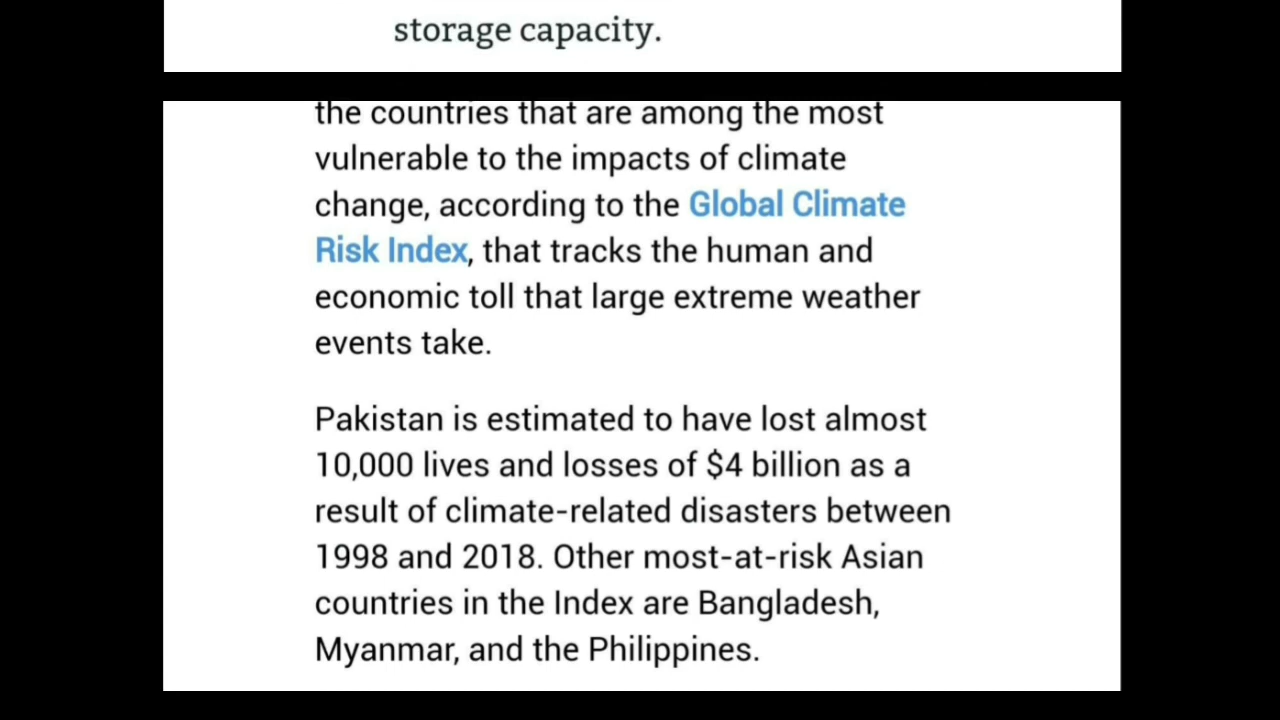 storage capacity.
the countries that are among the most
vulnerable to the impacts of climate
change, according to the Global Climate
Risk Index, that tracks the human and
economic toll that large extreme weather
events take.
Pakistan is estimated to have lost almost
10,000 lives and losses of $4 billion as a
result of climate-related disasters between
1998 and 2018. Other most-at-risk Asian
countries in the Index are Bangladesh,
Myanmar, and the Philippines.